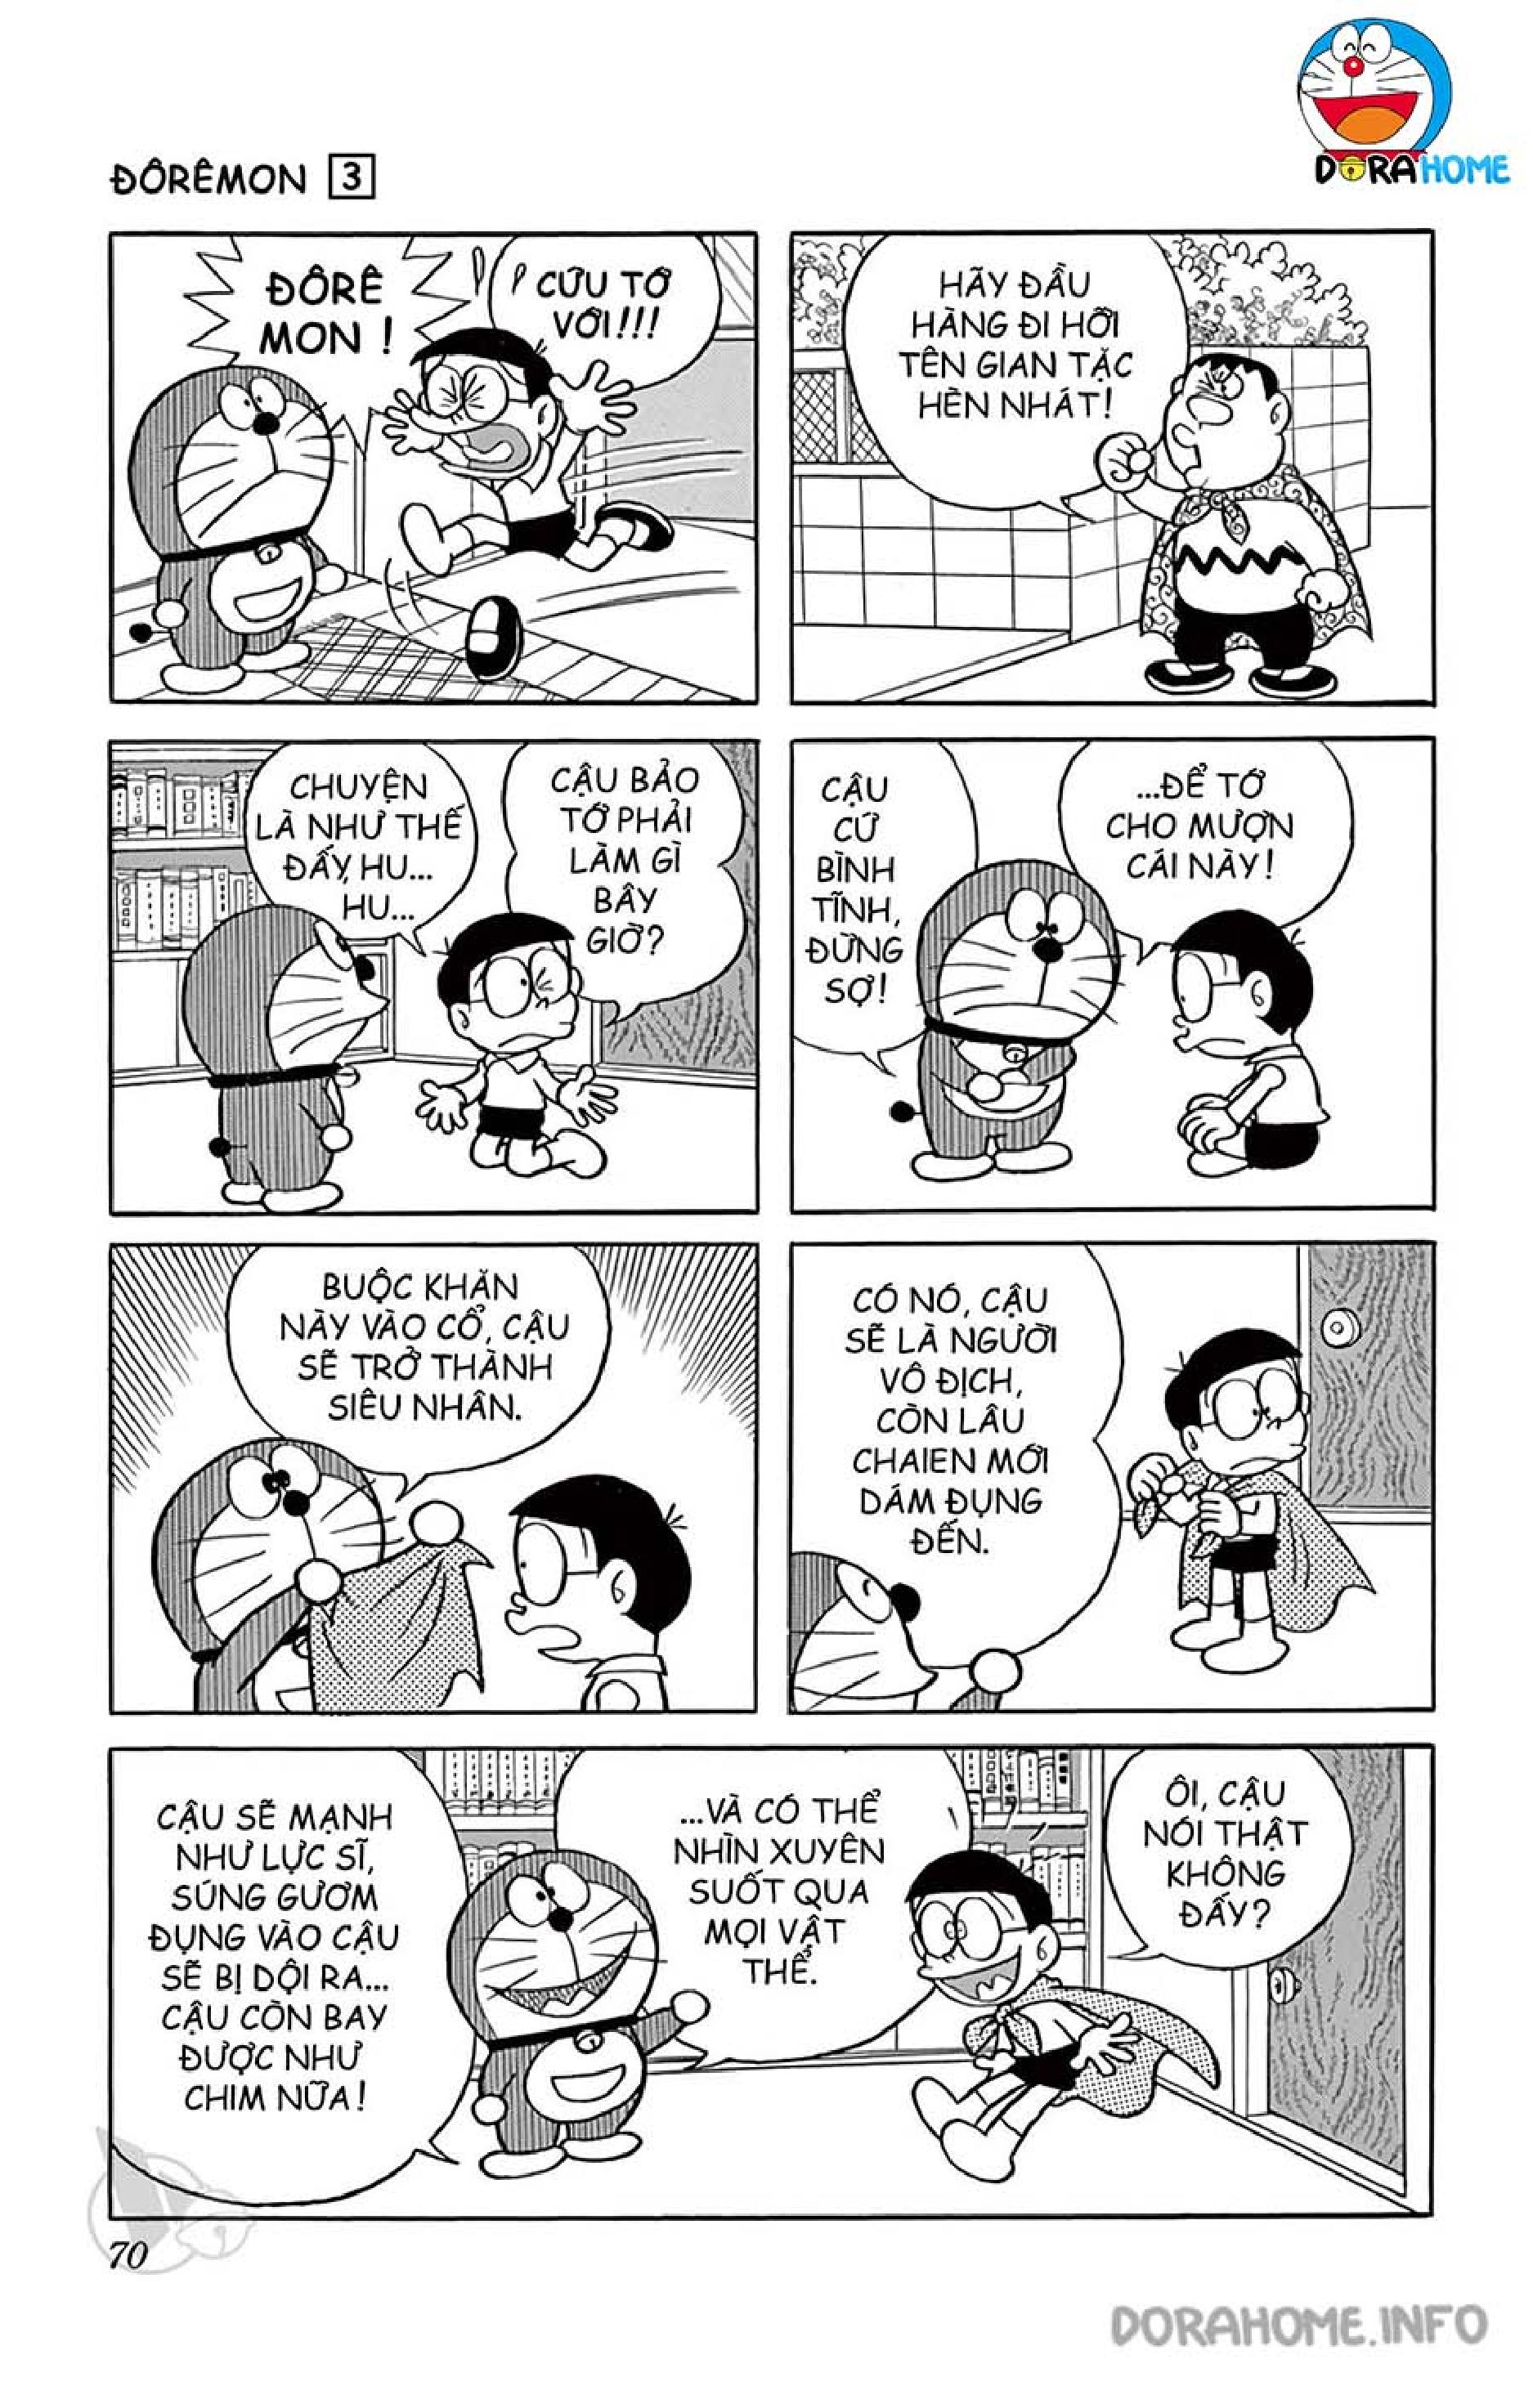 DORAHOME
ĐÔRÊMON 3
ĐÔRÊ
MON !
CỨU TỚ
VỚI!!!
HÃY ĐẦU
HÀNG ĐI HỠI
TÊN GIAN TẶC
HÈN NHÁT!
CHUYỆN
LÀ NHƯ THẾ
ĐẤY, HU...
HU...
CẬU BẢO
TỚ PHẢI
LÀM GÌ
BÂY
GIỜ?
CẬU
CỨ
BÌNH
TĨNH,
ĐỪNG
SỢ!
...ĐỂ TỚ
CHO MƯỢN
CÁI NÀY!
BUỘC KHĂN
NÀY VÀO CỔ, CẬU
SẼ TRỞ THÀNH
SIÊU NHÂN.
CÓ NÓ, CẬU
SẼ LÀ NGƯỜI
VÔ ĐỊCH,
CÒN LÂU
CHAIEN MỚI
DÁM ĐỤNG
ĐẾN.
CẬU SẼ MẠNH
NHƯ LỰC SĨ,
SÚNG GƯƠM
ĐỤNG VÀO CẬU
SẼ BỊ DỘI RA...
CẬU CÒN BAY
ĐƯỢC NHƯ
CHIM NỮA!
...VÀ CÓ THỂ
NHÌN XUYÊN
SUỐT QUA
MỌI VẬT
THỂ.
ÔI, CẬU
NÓI THẬT
KHÔNG
ĐẤY?
70
DORAHOME.INFO